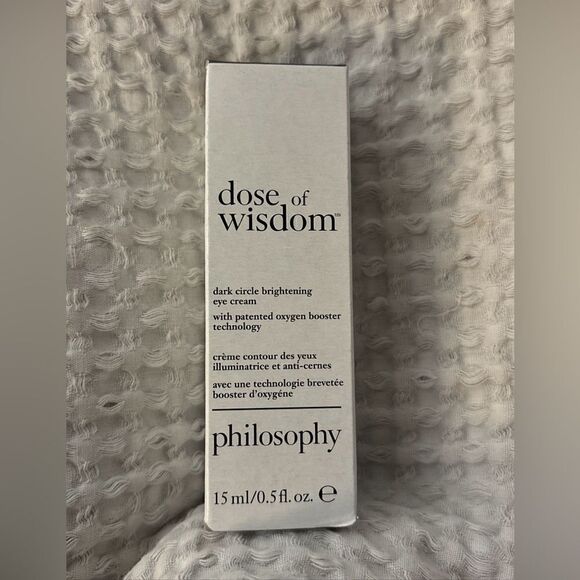 dose of
wisdom™
dark circle brightening
eye cream
with patented oxygen booster
technology
crème contour des yeux
illuminatrice et anti-cernes
avec une technologie brevetée
booster d'oxygéne
philosophy
15 ml/0.5 fl. oz. ℮